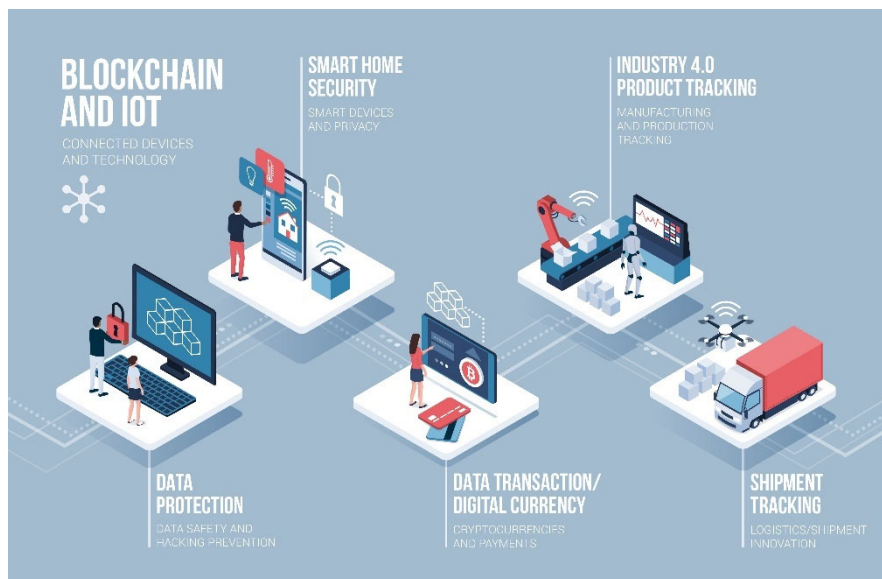 BLOCKCHAIN
AND IOT
CONNECTED DEVICES
AND TECHNOLOGY
SMART HOME
SECURITY
SMART DEVICES
AND PRIVACY
INDUSTRY 4.0
PRODUCT TRACKING
MANUFACTURING
AND PRODUCTION
TRACKING
DATA
PROTECTION
DATA SAFETY AND
HACKING PREVENTION
DATA TRANSACTION/
DIGITAL CURRENCY
CRYPTOCURRENCIES
AND PAYMENTS
SHIPMENT
TRACKING
LOGISTICS/SHIPMENT
INNOVATION